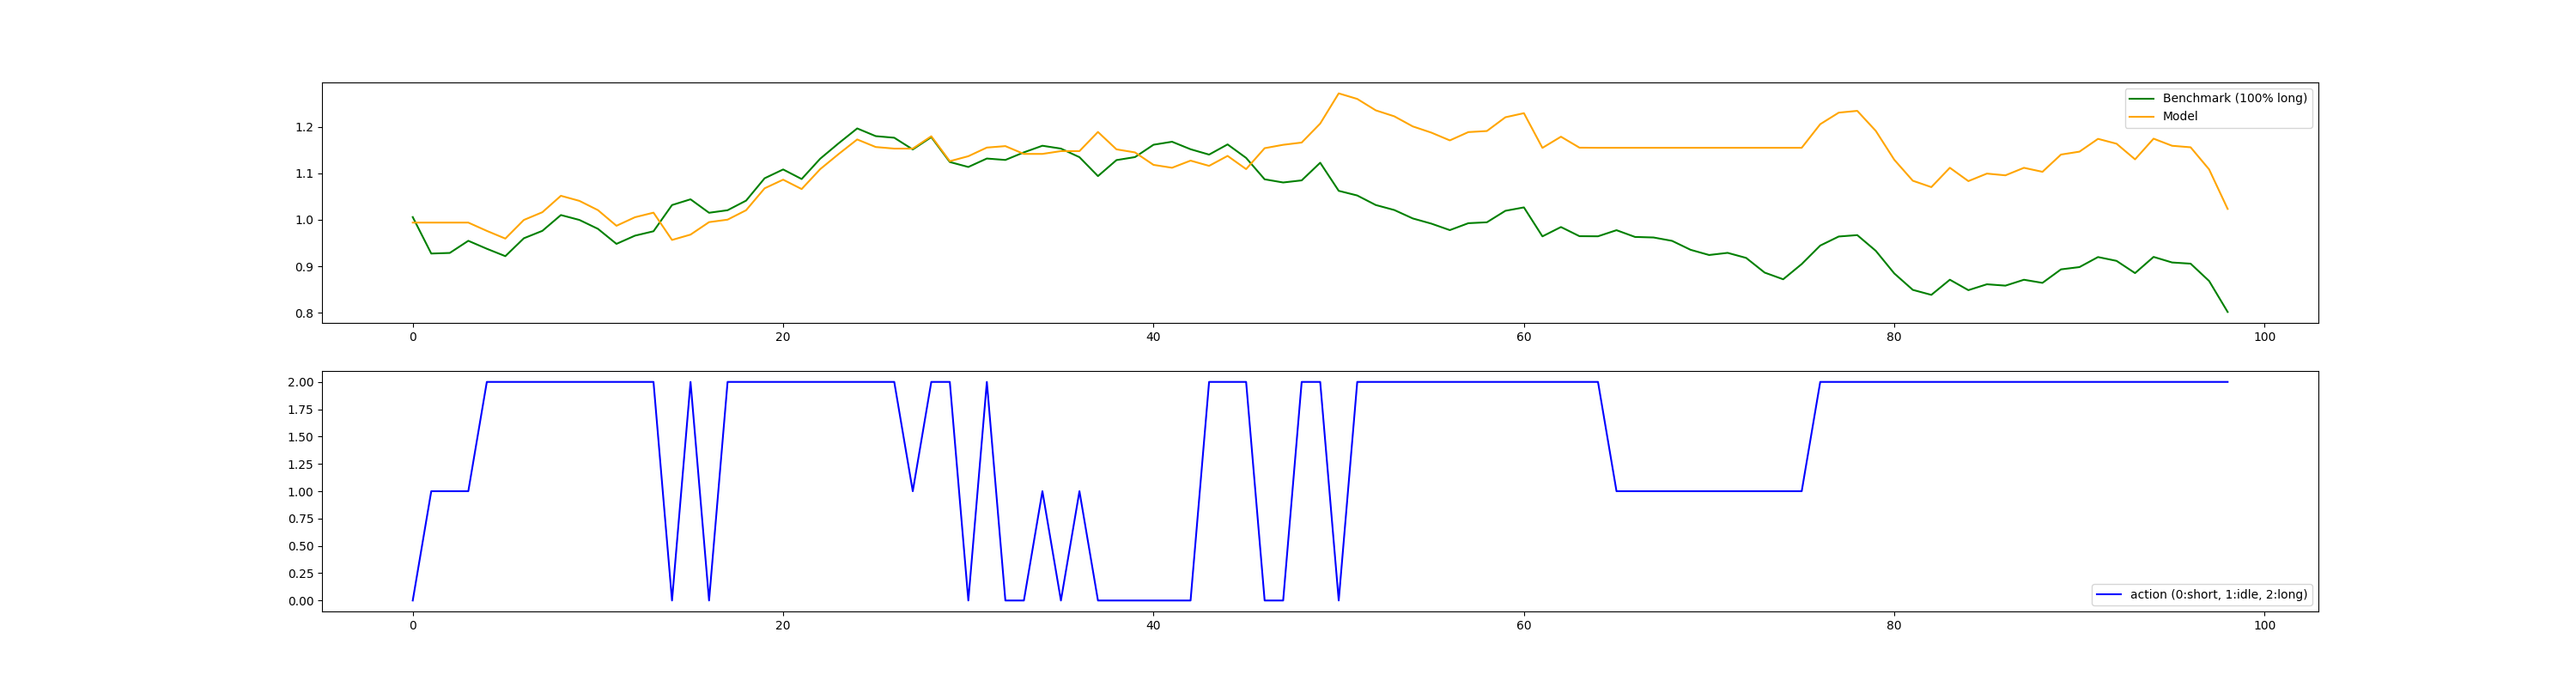 Benchmark (100% long)
Model
1.2
1.1
1.0
0.9
0.8
0 20 40 60 80 100
2.00
1.75
1.50
1.25
1.00
0.75
0.50
0.25
0.00
action (0:short, 1:idle, 2:long)
0 20 40 60 80 100